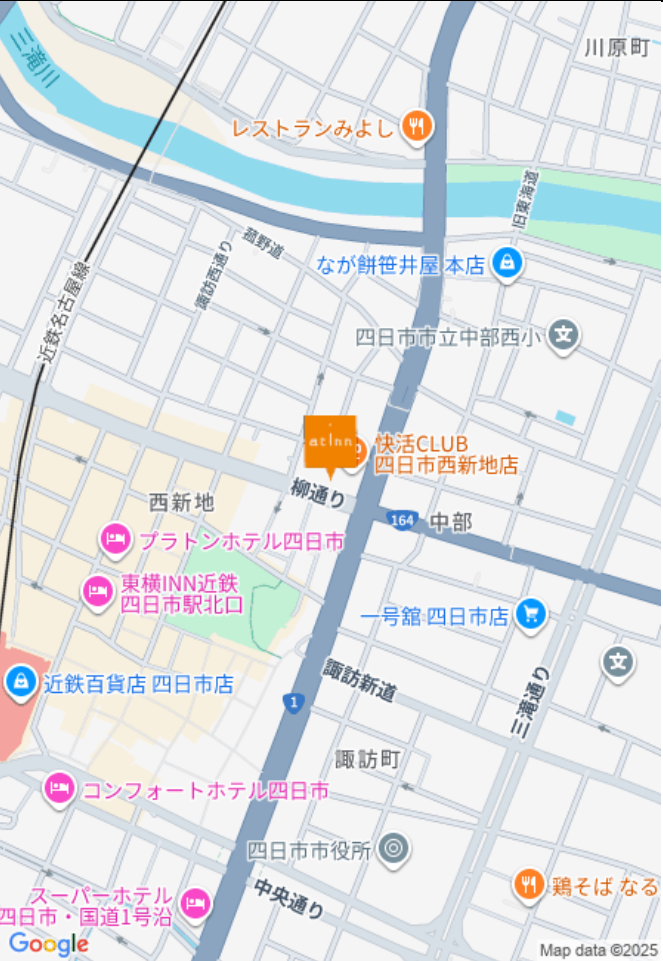 川原町
三滝川
レストランみよし
旧東海道
菰野道
諏訪西通り
なが餅笹井屋 本店
近鉄名古屋線
四日市市立中部西小
文
at inn
快活CLUB
四日市西新地店
柳通り
西新地
164
中部
プラトンホテル四日市
東横INN近鉄
四日市駅北口
一号舘 四日市店
文
近鉄百貨店 四日市店
諏訪新道
三滝通り
1
諏訪町
コンフォートホテル四日市
四日市市役所
中央通り
鶏そば なる
スーパーホテル
四日市・国道1号沿
Google
Map data ©2025